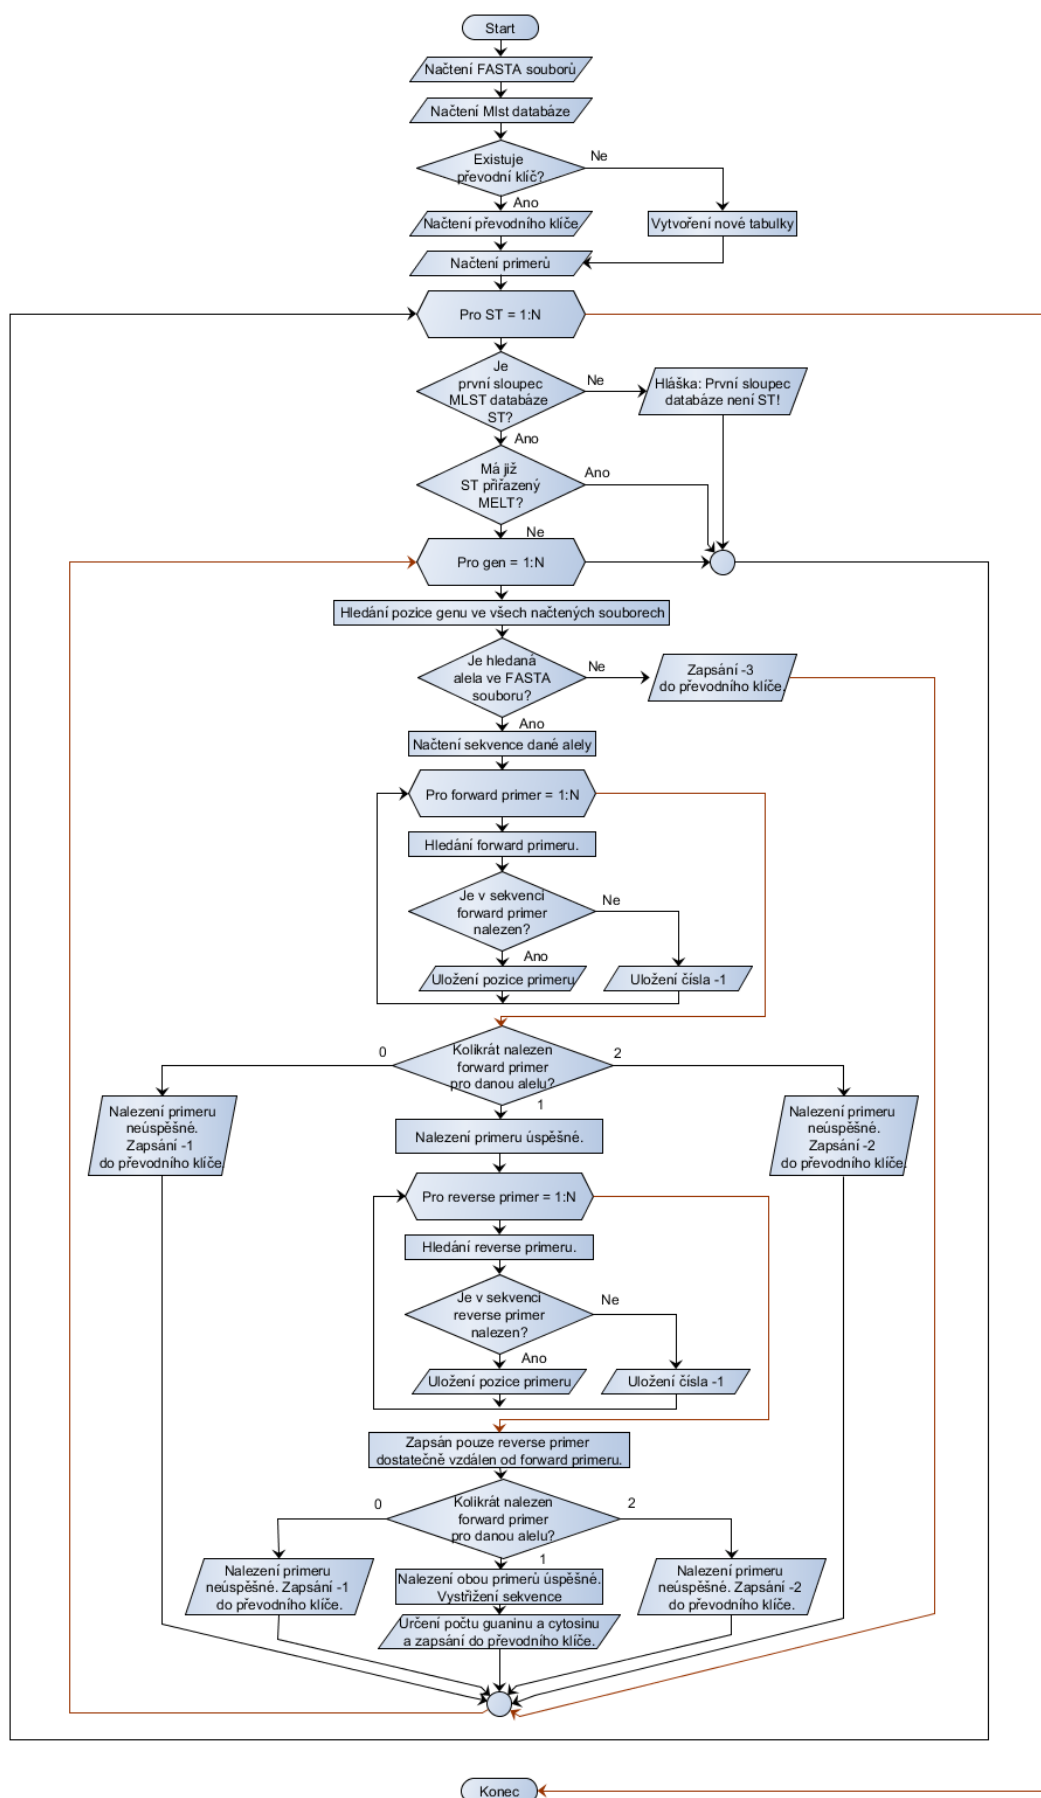 Start
Načtení FASTA souborů
Načtení Mlst databáze
Existuje
převodní klíč?
Ne
Ano
Načtení převodního klíče
Vytvoření nové tabulky
Načtení primerů
Pro ST = 1:N
Je
první sloupec
MLST databáze
ST?
Ne
Hláška: První sloupec
databáze není ST!
Ano
Má již
ST přiřazený
MELT?
Ano
Ne
Pro gen = 1:N
Hledání pozice genu ve všech načtených souborech
Je hledaná
alela ve FASTA
souboru?
Ne
Zapsání -3
do převodního klíče.
Ano
Načtení sekvence dané alely
Pro forward primer = 1:N
Hledání forward primeru.
Je v sekvenci
forward primer
nalezen?
Ne
Ano
Uložení pozice primeru
Uložení čísla -1
Kolikrát nalezen
forward primer
pro danou alelu?
0
2
1
Nalezení primeru
neúspěšné.
Zapsání -1
do převodního klíče.
Nalezení primeru
neúspěšné.
Zapsání -2
do převodního klíče.
Nalezení primeru úspěšné.
Pro reverse primer = 1:N
Hledání reverse primeru.
Je v sekvenci
reverse primer
nalezen?
Ne
Ano
Uložení pozice primeru
Uložení čísla -1
Zapsán pouze reverse primer
dostatečně vzdálen od forward primeru.
Kolikrát nalezen
forward primer
pro danou alelu?
0
2
1
Nalezení primeru
neúspěšné. Zapsání -1
do převodního klíče.
Nalezení obou primerů úspěšné.
Vystřižení sekvence
Nalezení primeru
neúspěšné. Zapsání -2
do převodního klíče.
Určení počtu guaninu a cytosinu
a zapsání do převodního klíče.
Konec